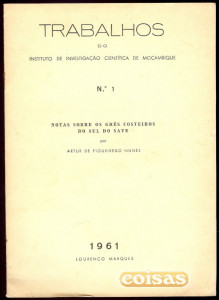 TRABALHOS
DO
INSTITUTO DE INVESTIGAÇÃO CIENTÍFICA DE MOÇAMBIQUE
N.º 1
NOTAS SOBRE OS GRÉS COSTEIROS
DO SUL DO SAVE
por
ARTUR DE FIGUEIREDO NUNES
1961
LOURENÇO MARQUES
coisas